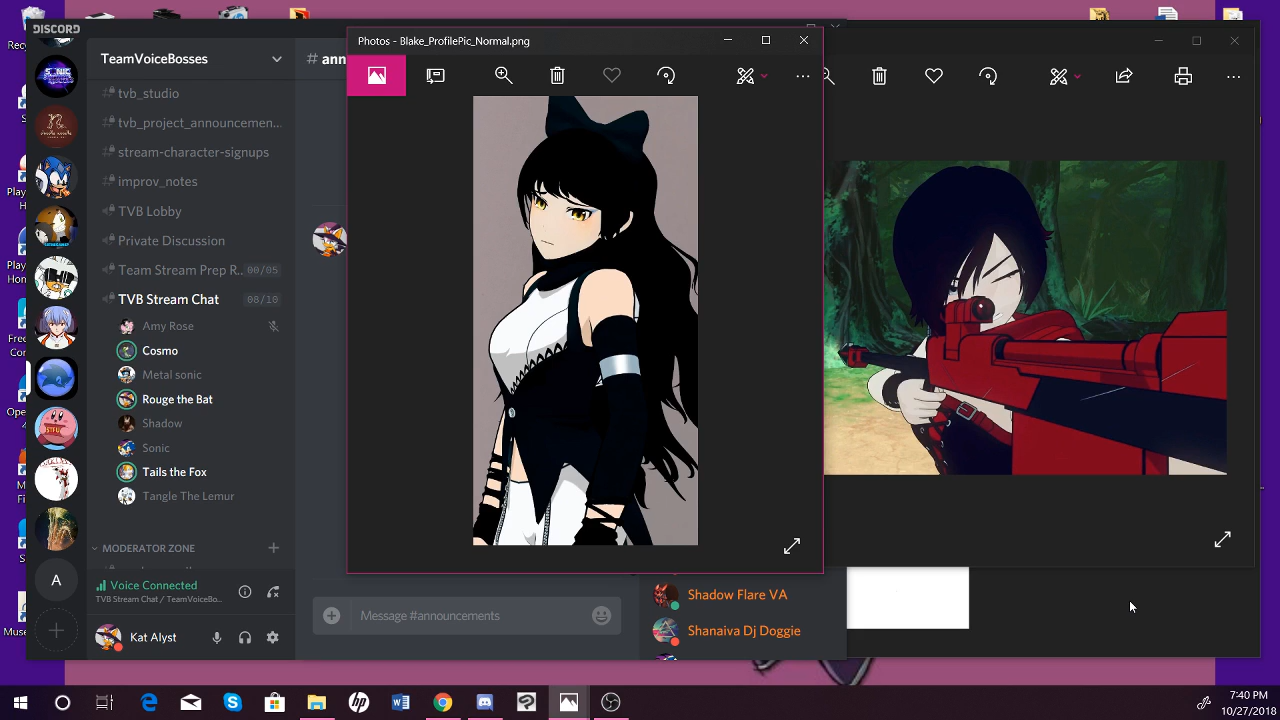 DISCORD
TeamVoiceBosses
tvb_studio
tvb_project_announcemen...
stream-character-signups
improv_notes
TVB Lobby
Private Discussion
Team Stream Prep R.. 00/05
TVB Stream Chat 08/10
Amy Rose
Cosmo
Metal sonic
Rouge the Bat
Shadow
Sonic
Tails the Fox
Tangle The Lemur
MODERATOR ZONE
A
Voice Connected
TVB Stream Chat / TeamVoiceBo...
Kat Alyst
# ann
Photos - Blake_ProfilePic_Normal.png
Message #announcements
Shadow Flare VA
Shanaiva Dj Doggie
7:40 PM
10/27/2018